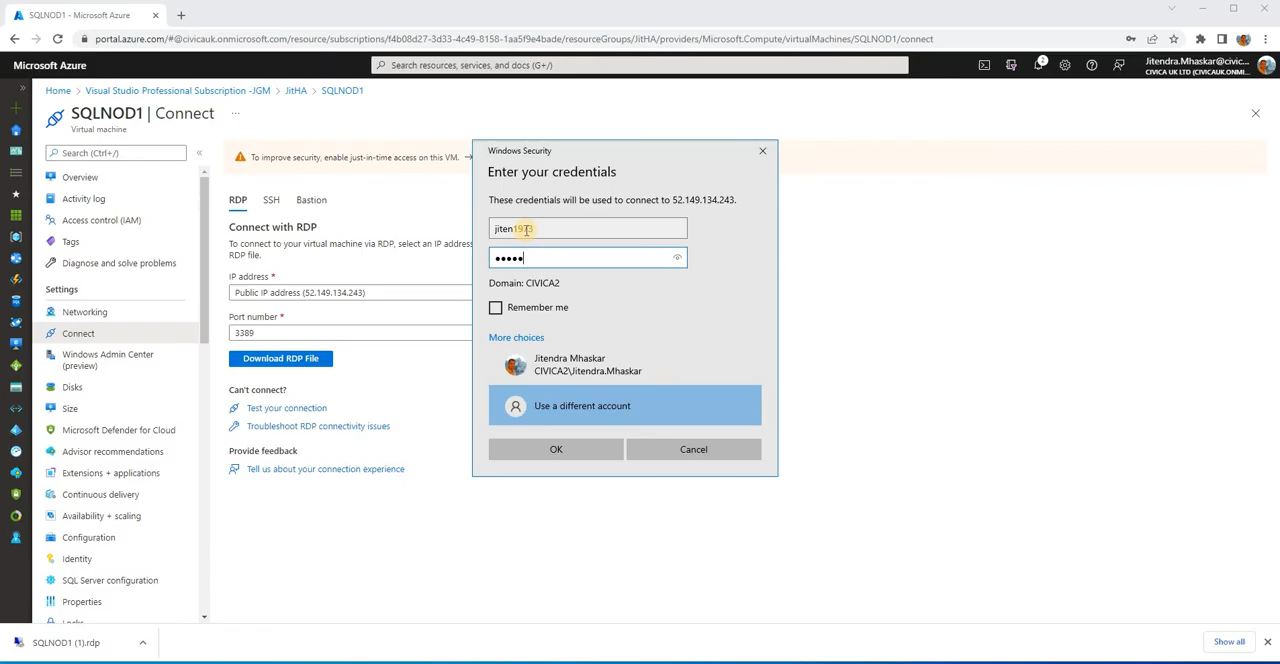 SQLNOD1 - Microsoft Azure
portal.azure.com/#@civicauk.onmicrosoft.com/resource/subscriptions/f4b08d27-3d33-4c49-8158-1aa5f9e4bade/resourceGroups/JitHA/providers/Microsoft.Compute/virtualMachines/SQLNOD1/connect
Microsoft Azure
Search resources, services, and docs (G+/)
2
Jitendra.Mhaskar@civic...
CIVICA UK LTD (CIVICAUK.ONMI...
Home > Visual Studio Professional Subscription -JGM > JitHA > SQLNOD1
SQLNOD1 | Connect ...
Virtual machine
Search (Ctrl+/)
Overview
Activity log
Access control (IAM)
Tags
Diagnose and solve problems
Settings
Networking
Connect
Windows Admin Center
(preview)
Disks
Size
Microsoft Defender for Cloud
Advisor recommendations
Extensions + applications
Continuous delivery
Availability + scaling
Configuration
Identity
SQL Server configuration
Properties
Locks
To improve security, enable just-in-time access on this VM. →
RDP SSH Bastion
Connect with RDP
To connect to your virtual machine via RDP, select an IP address
RDP file.
IP address *
Public IP address (52.149.134.243)
Port number *
3389
Download RDP File
Can't connect?
Test your connection
Troubleshoot RDP connectivity issues
Provide feedback
Tell us about your connection experience
Windows Security
Enter your credentials
These credentials will be used to connect to 52.149.134.243.
jiten1973
•••••
Domain: CIVICA2
Remember me
More choices
Jitendra Mhaskar
CIVICA2\Jitendra.Mhaskar
Use a different account
OK
Cancel
SQLNOD1 (1).rdp
Show all